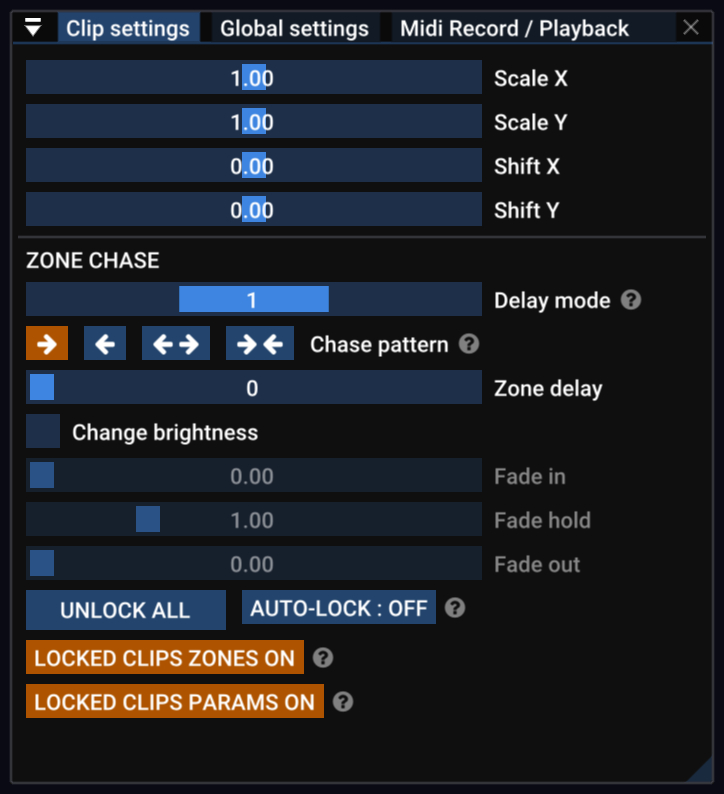 Clip settings Global settings Midi Record / Playback
1.00 Scale X
1.00 Scale Y
0.00 Shift X
0.00 Shift Y
ZONE CHASE
1 Delay mode ?
Chase pattern ?
0 Zone delay
Change brightness
0.00 Fade in
1.00 Fade hold
0.00 Fade out
UNLOCK ALL AUTO-LOCK : OFF ?
LOCKED CLIPS ZONES ON ?
LOCKED CLIPS PARAMS ON ?